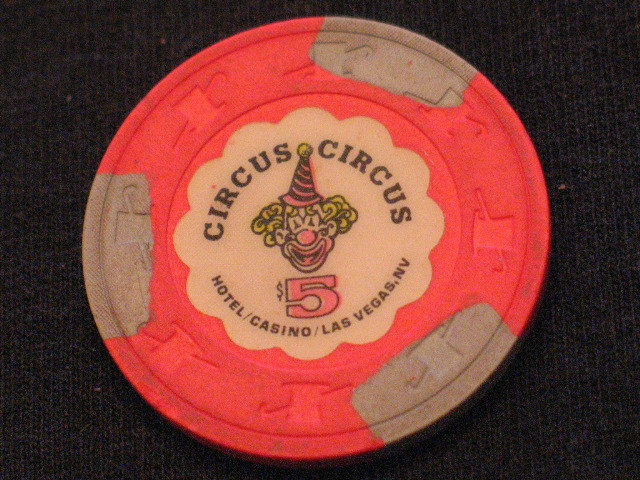 CIRCUS CIRCUS
$5
HOTEL/CASINO/LAS VEGAS, NV